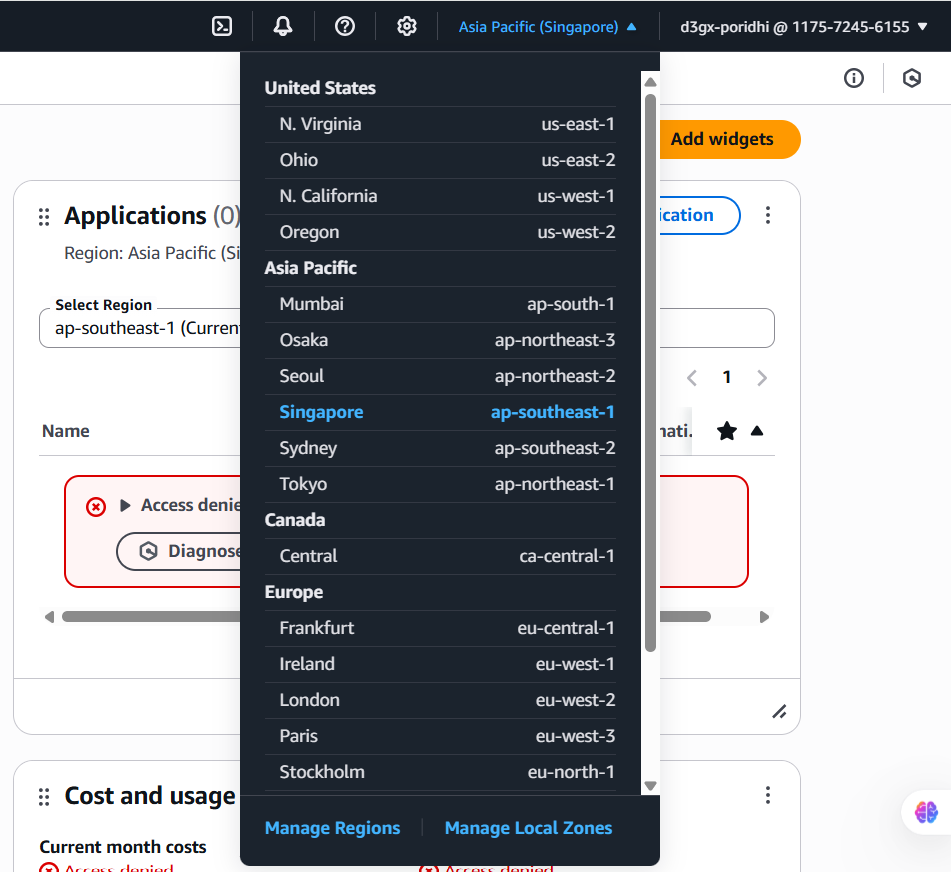 Asia Pacific (Singapore)
d3gx-poridhi @ 1175-7245-6155
Add widgets
United States
N. Virginia us-east-1
Ohio us-east-2
N. California us-west-1
Oregon us-west-2
Asia Pacific
Mumbai ap-south-1
Osaka ap-northeast-3
Seoul ap-northeast-2
Singapore ap-southeast-1
Sydney ap-southeast-2
Tokyo ap-northeast-1
Canada
Central ca-central-1
Europe
Frankfurt eu-central-1
Ireland eu-west-1
London eu-west-2
Paris eu-west-3
Stockholm eu-north-1
Manage Regions
Manage Local Zones
Applications (0)
Region: Asia Pacific (Si
ication
Select Region
ap-southeast-1 (Curren
1
Name
nati.
Access denie
Diagnose
Cost and usage
Current month costs
Access denied
Access denied